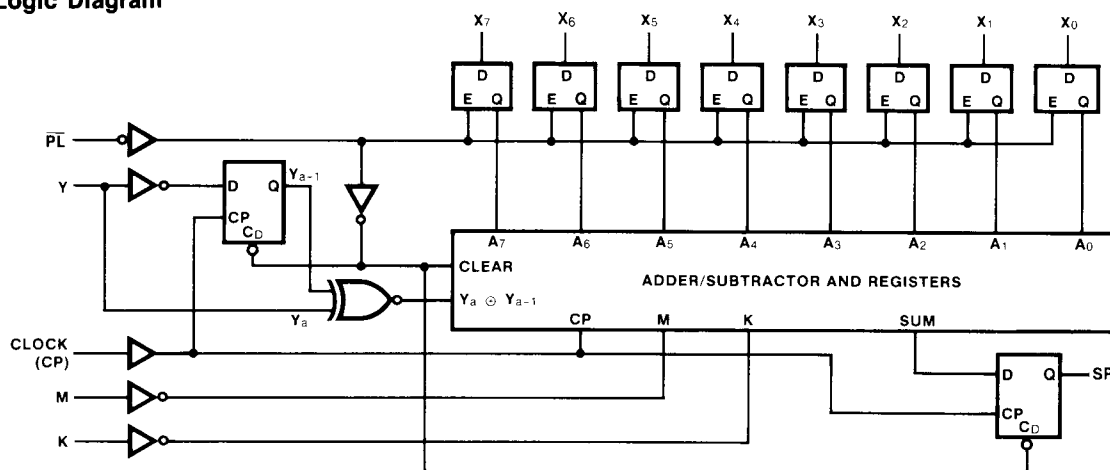 Logic Diagram
X7 X6 X5 X4 X3 X2 X1 X0
D D D D D D D D
E Q E Q E Q E Q E Q E Q E Q E Q
PL
Y
D Q
Ya-1
CP
CD
A7 A6 A5 A4 A3 A2 A1 A0
CLEAR
ADDER/SUBTRACTOR AND REGISTERS
Ya ⊙ Ya-1
Ya
CP M K SUM
CLOCK
(CP)
D Q
SP
CP
CD
M
K